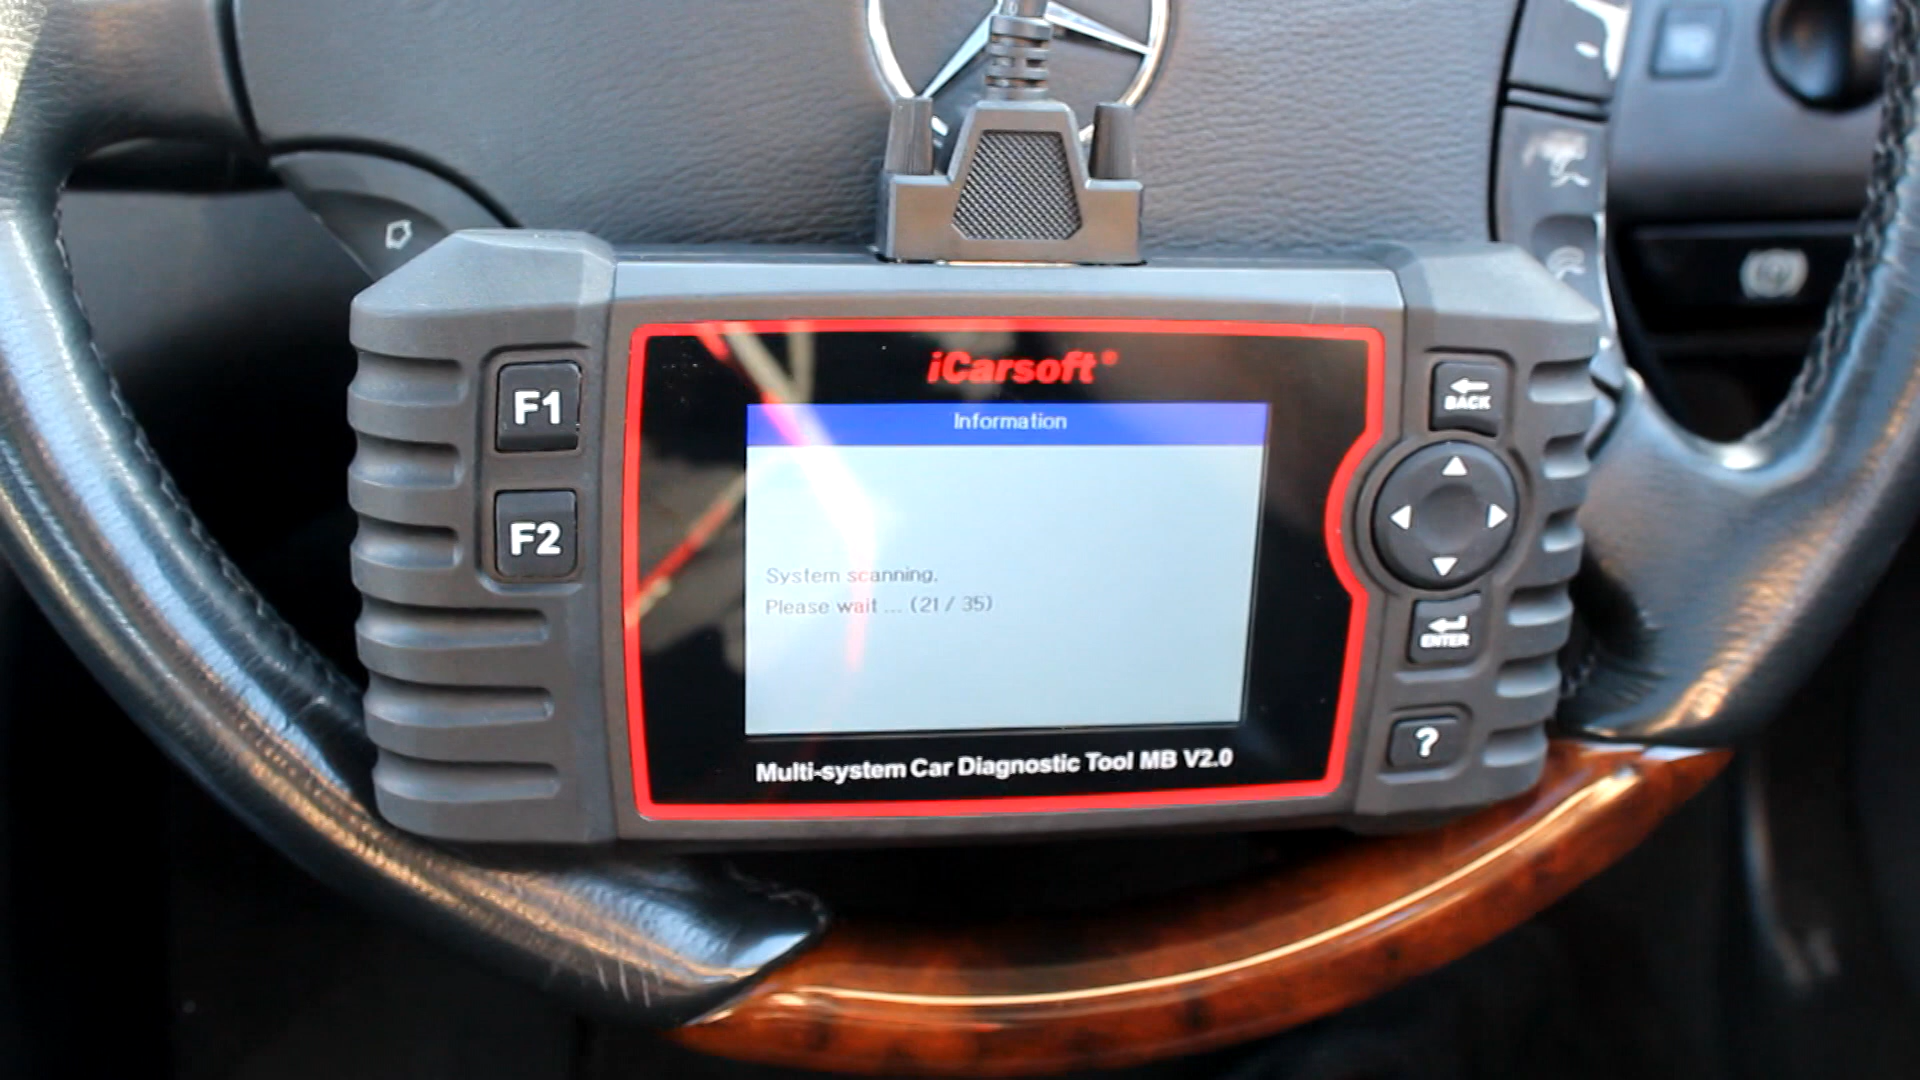 iCarsoft®
Information
F1
BACK
F2
System scanning.
Please wait ... (21 / 35)
ENTER
?
Multi-system Car Diagnostic Tool MB V2.0